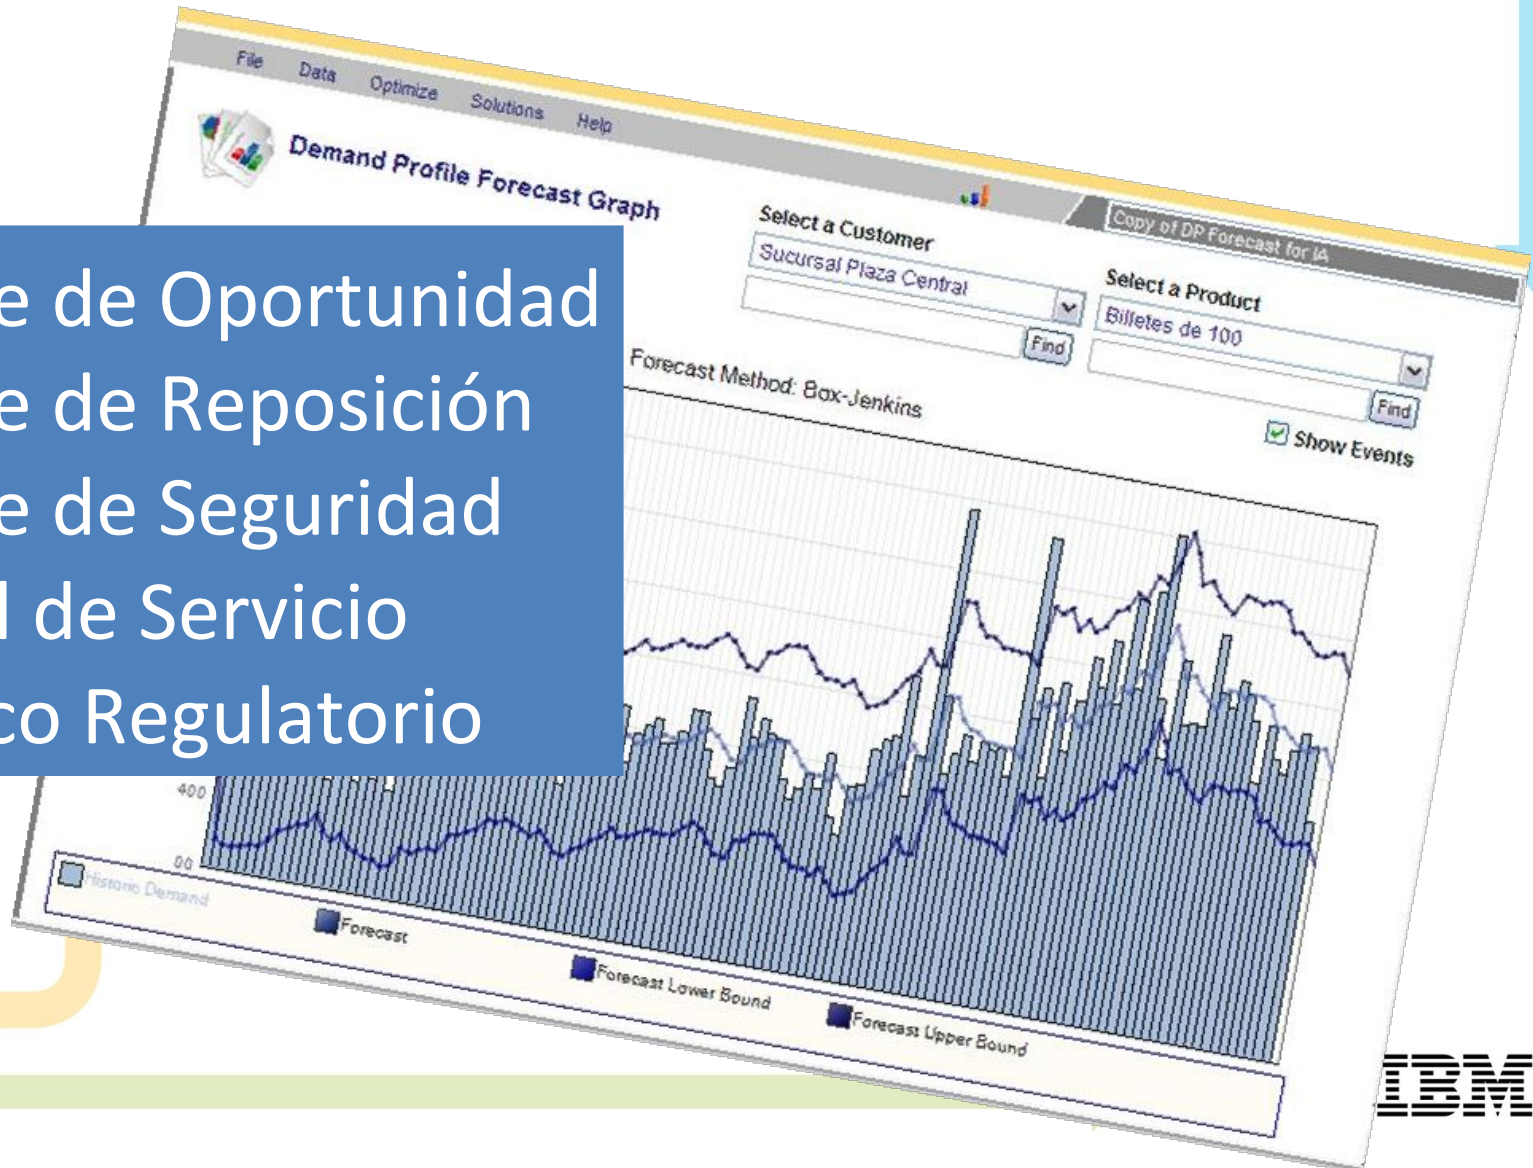 File Data Optimize Solutions Help
Demand Profile Forecast Graph
Copy of DP Forecast for IA
Select a Customer
Sucursal Plaza Central
Find
Select a Product
Billetes de 100
Find
Show Events
Forecast Method: Box-Jenkins
e de Oportunidad
e de Reposición
e de Seguridad
l de Servicio
co Regulatorio
400
00
Historic Demand
Forecast
Forecast Lower Bound
Forecast Upper Bound
IBM